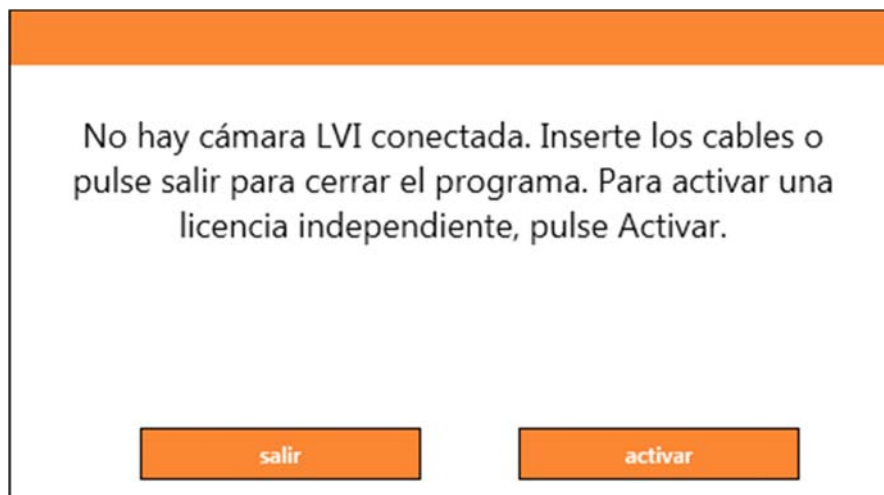 No hay cámara LVI conectada. Inserte los cables o
pulse salir para cerrar el programa. Para activar una
licencia independiente, pulse Activar.
salir
activar